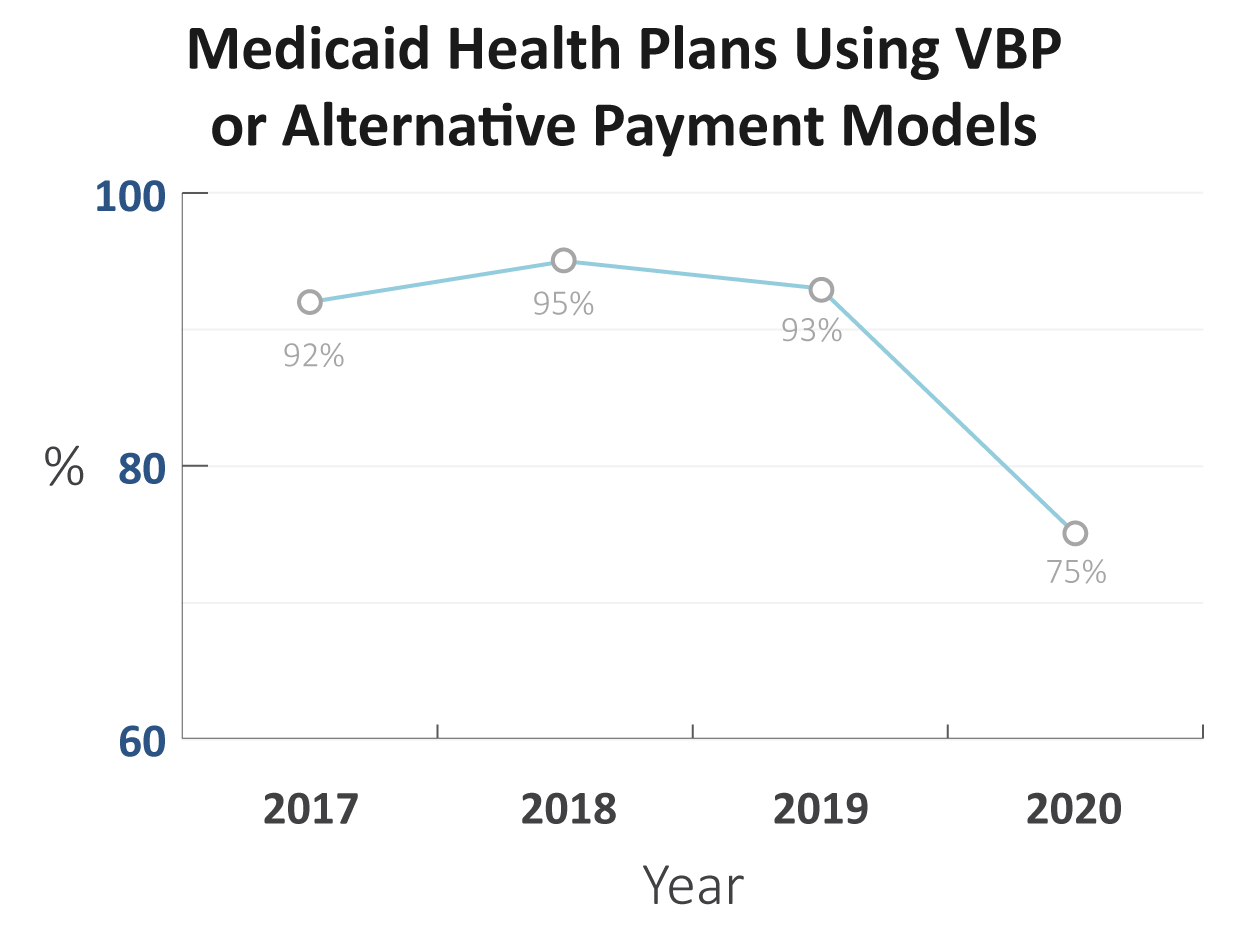 Medicaid Health Plans Using VBP
or Alternative Payment Models
100
95%
93%
92%
% 80
75%
60
2017 2018 2019 2020
Year